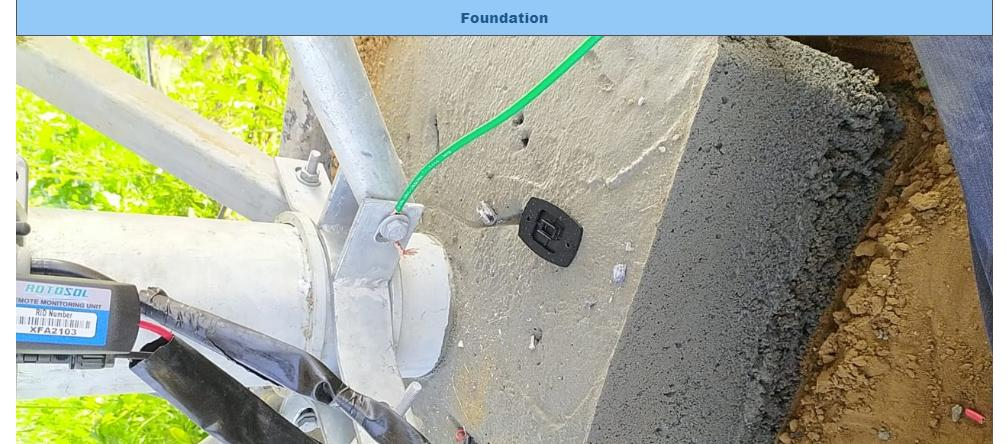 Foundation
ROTOSOL
REMOTE MONITORING UNIT
RID Number
XFA2103